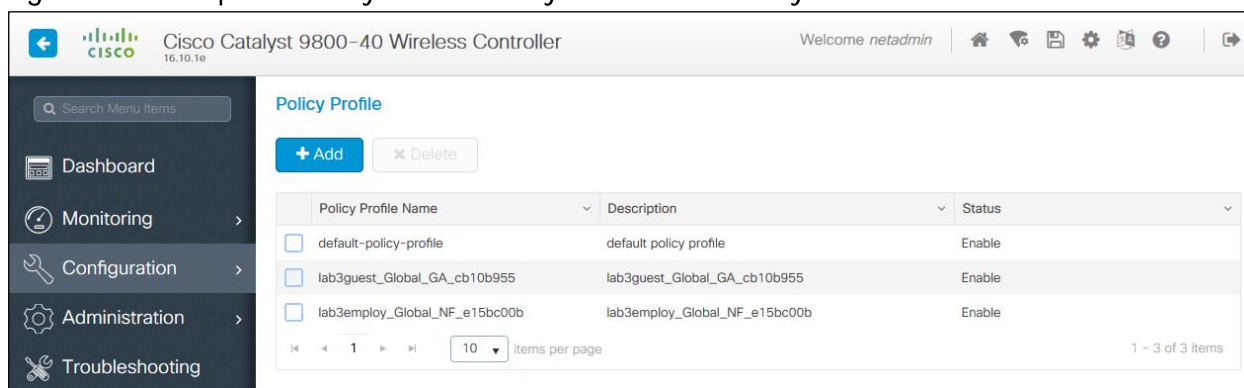 CISCO
Cisco Catalyst 9800-40 Wireless Controller
16.10.1e
Welcome netadmin
Search Menu Items
Dashboard
Monitoring
Configuration
Administration
Troubleshooting
Policy Profile
+ Add
✖ Delete
Policy Profile Name Description Status
default-policy-profile default policy profile Enable
lab3guest_Global_GA_cb10b955 lab3guest_Global_GA_cb10b955 Enable
lab3employ_Global_NF_e15bc00b lab3employ_Global_NF_e15bc00b Enable
1 10 items per page 1 - 3 of 3 items